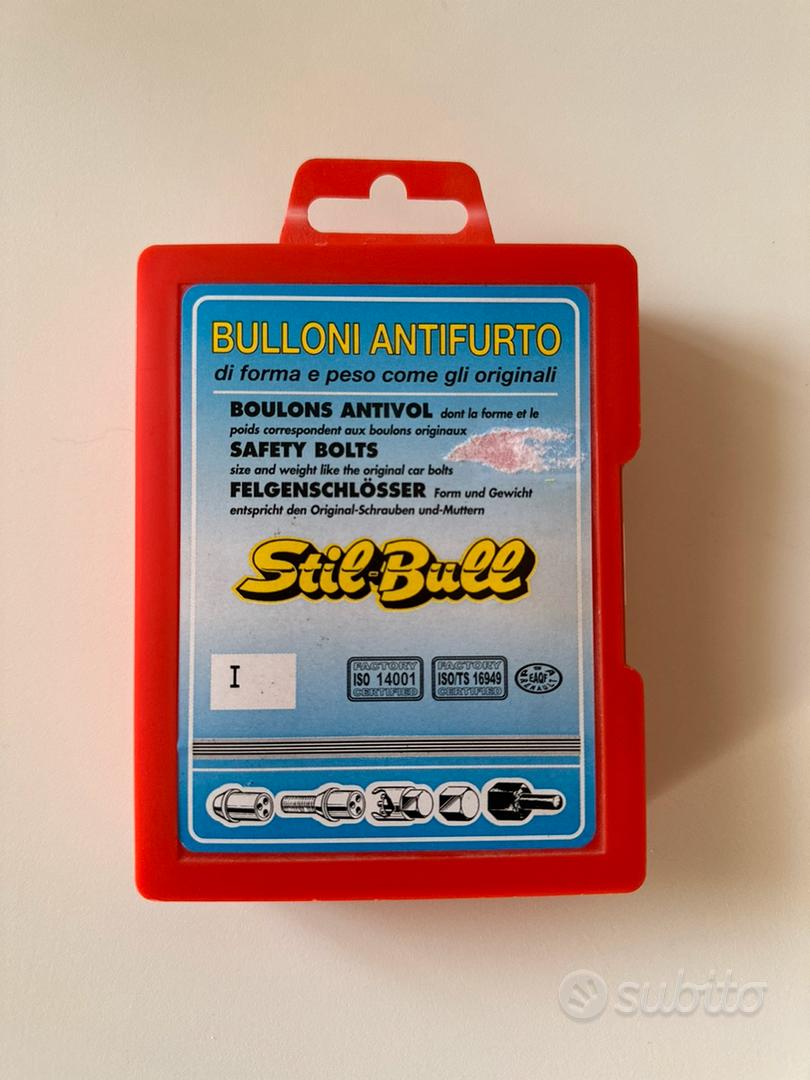 BULLONI ANTIFURTO
di forma e peso come gli originali
BOULONS ANTIVOL dont la forme et le
poids correspondent aux boulons originaux
SAFETY BOLTS
size and weight like the original car bolts
FELGENSCHLÖSSER Form und Gewicht
entspricht den Original-Schrauben und-Muttern
Stil-Bull
I
FACTORY
ISO 14001
CERTIFIED
FACTORY
ISO/TS 16949
CERTIFIED
EAQF
subito